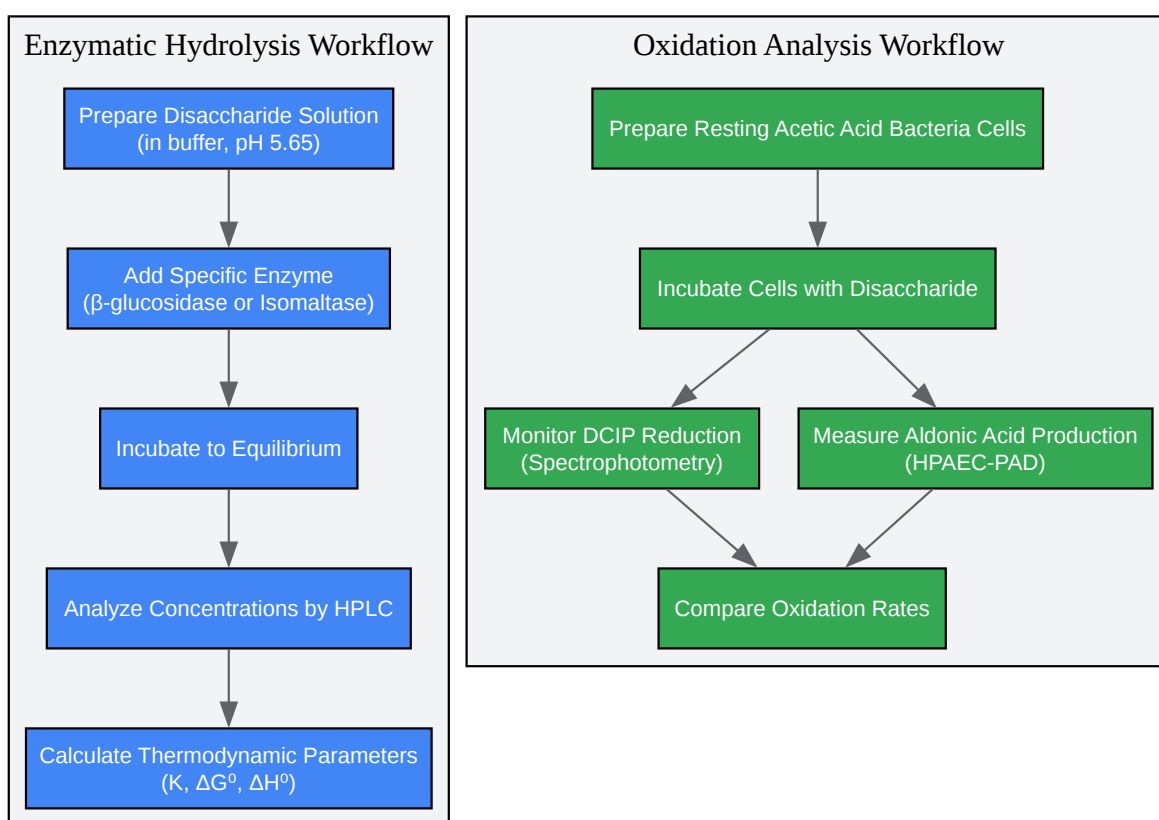 Enzymatic Hydrolysis Workflow
Prepare Disaccharide Solution
(in buffer, pH 5.65)
Add Specific Enzyme
(β-glucosidase or Isomaltase)
Incubate to Equilibrium
Analyze Concentrations by HPLC
Calculate Thermodynamic Parameters
(K, ΔG⁰, ΔH⁰)
Oxidation Analysis Workflow
Prepare Resting Acetic Acid Bacteria Cells
Incubate Cells with Disaccharide
Monitor DCIP Reduction
(Spectrophotometry)
Measure Aldonic Acid Production
(HPAEC-PAD)
Compare Oxidation Rates